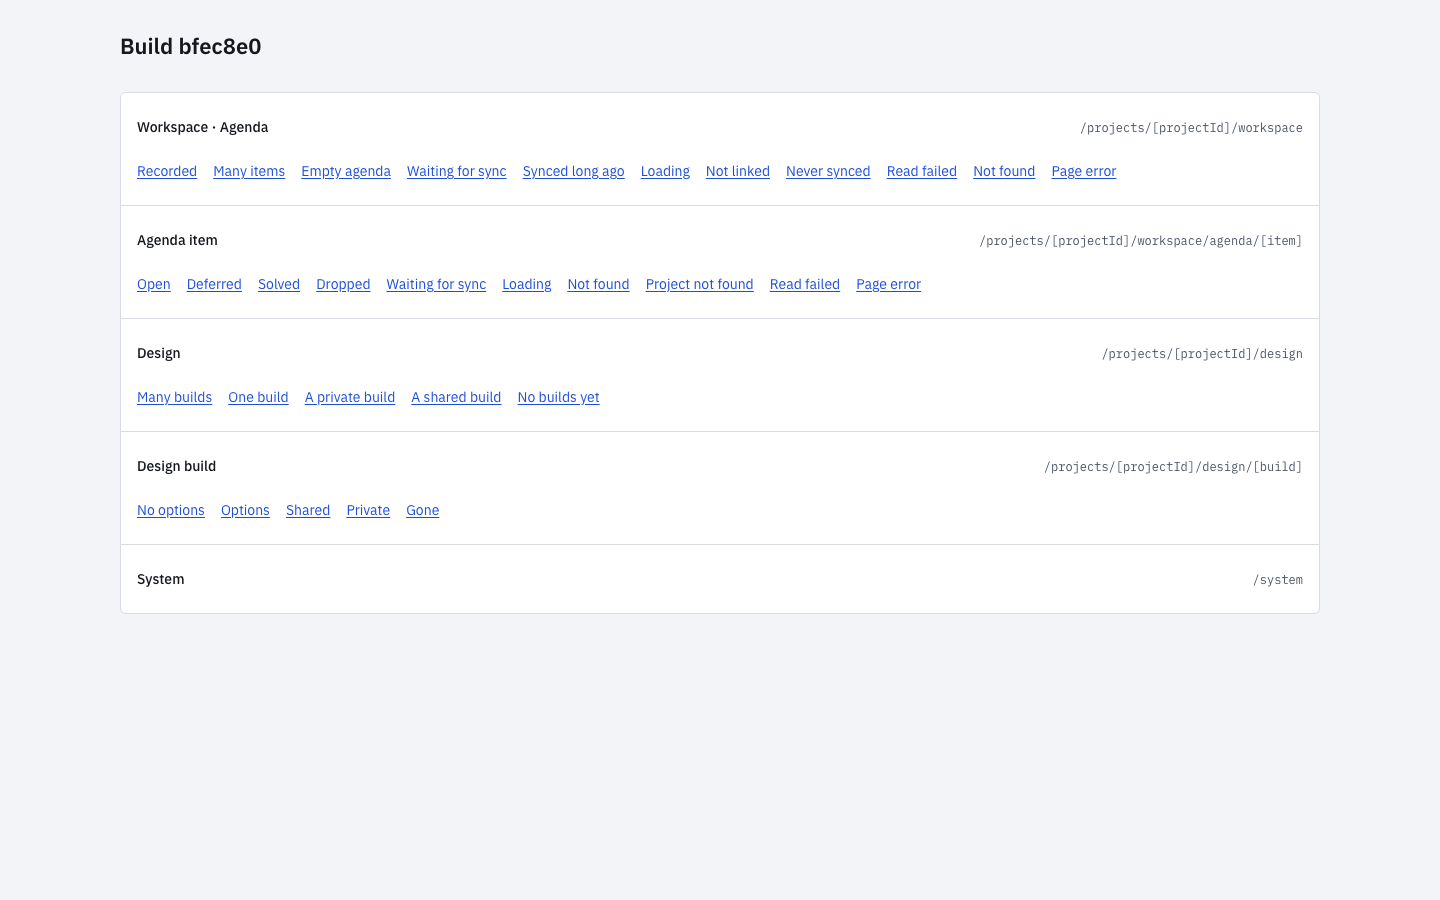 Build bfec8e0
Workspace · Agenda /projects/[projectId]/workspace
Recorded Many items Empty agenda Waiting for sync Synced long ago Loading Not linked Never synced Read failed Not found Page error
Agenda item /projects/[projectId]/workspace/agenda/[item]
Open Deferred Solved Dropped Waiting for sync Loading Not found Project not found Read failed Page error
Design /projects/[projectId]/design
Many builds One build A private build A shared build No builds yet
Design build /projects/[projectId]/design/[build]
No options Options Shared Private Gone
System /system